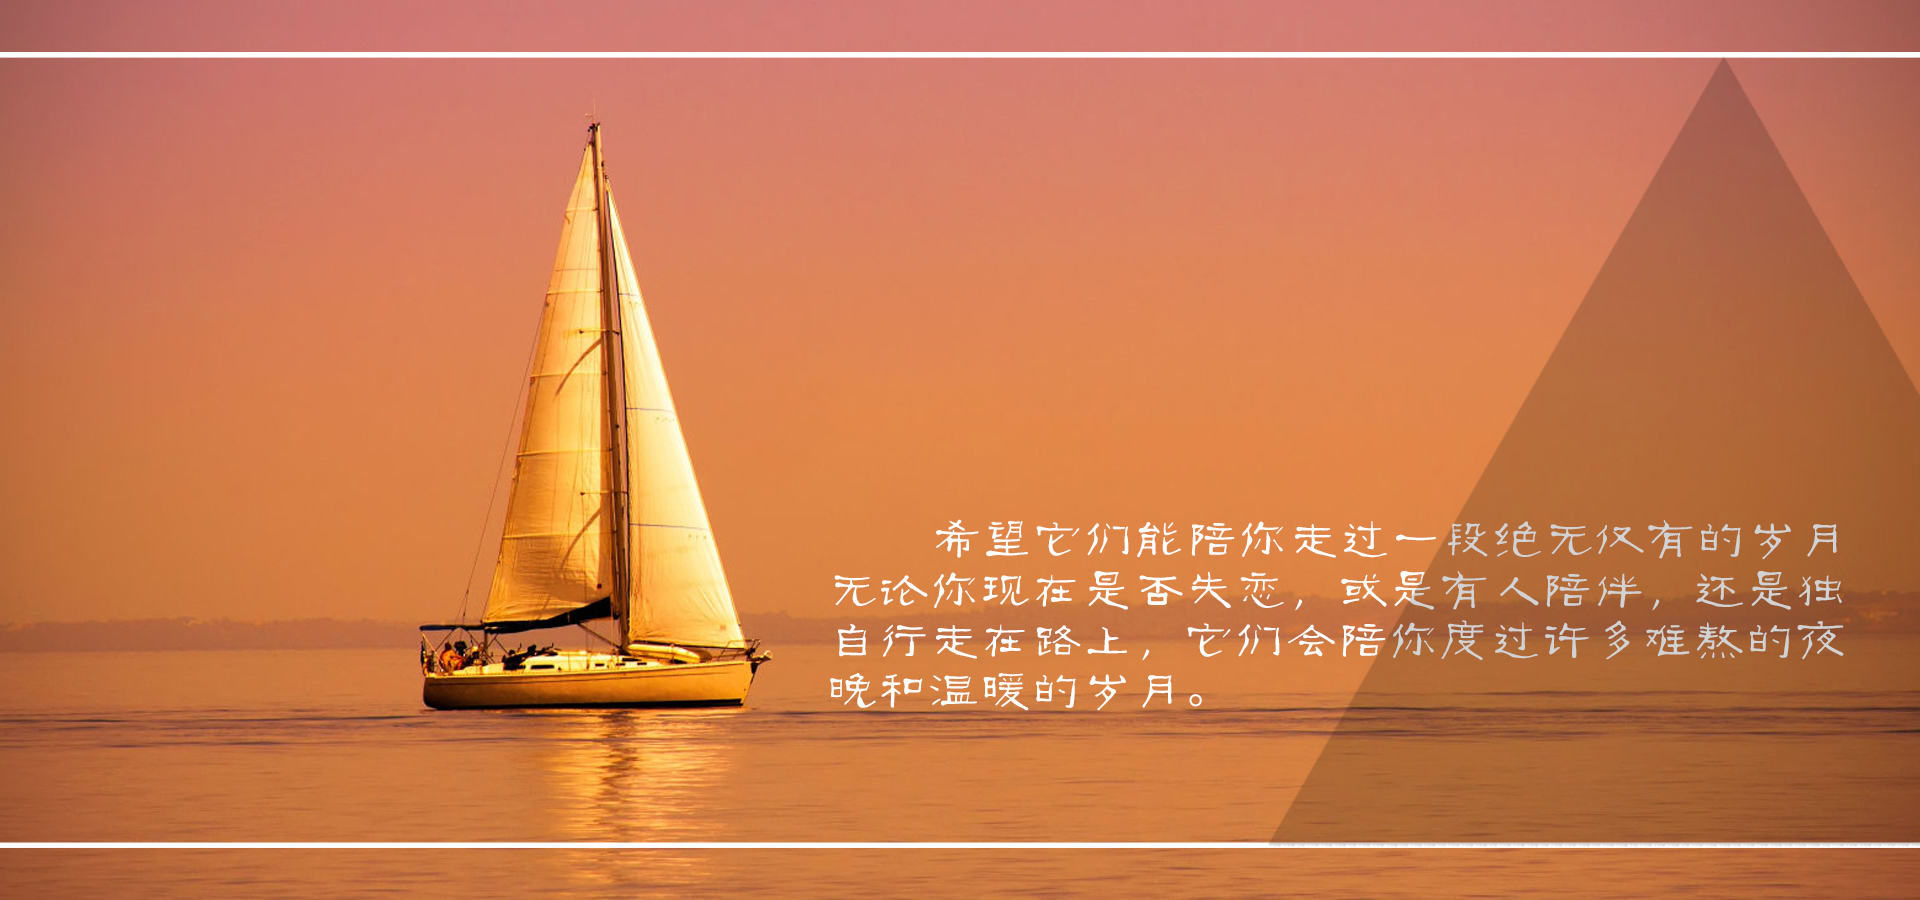 希望它们能陪你走过一段绝无仅有的岁月
无论你现在是否失恋，或是有人陪伴，还是独
自行走在路上，它们会陪你度过许多难熬的夜
晚和温暖的岁月。